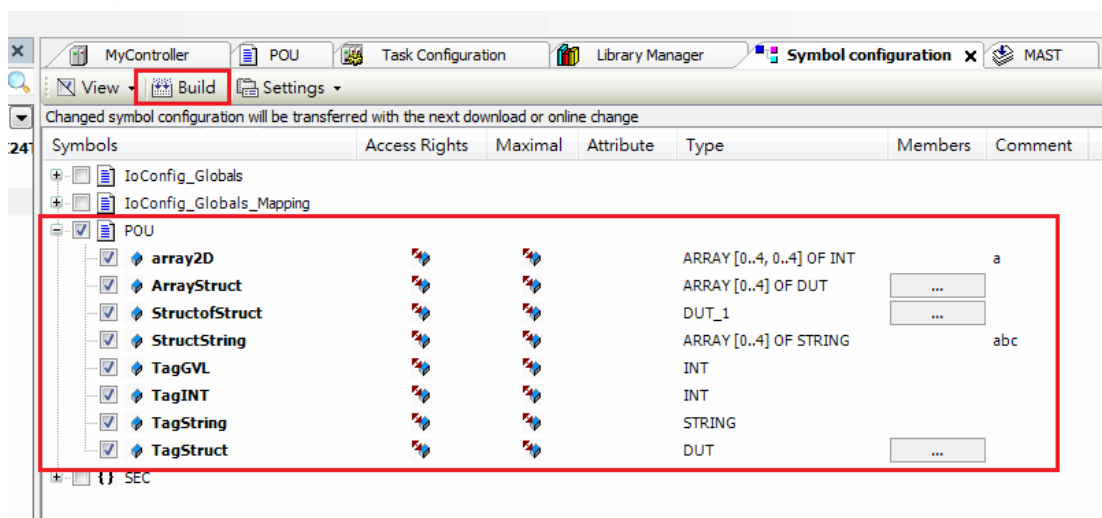 MyController POU Task Configuration Library Manager Symbol configuration x MAST
View Build Settings
Changed symbol configuration will be transferred with the next download or online change
:241
Symbols Access Rights Maximal Attribute Type Members Comment
IoConfig_Globals
IoConfig_Globals_Mapping
POU
array2D ARRAY [0..4, 0..4] OF INT a
ArrayStruct ARRAY [0..4] OF DUT ...
StructofStruct DUT_1 ...
StructString ARRAY [0..4] OF STRING abc
TagGVL INT
TagINT INT
TagString STRING
TagStruct DUT ...
{} SEC